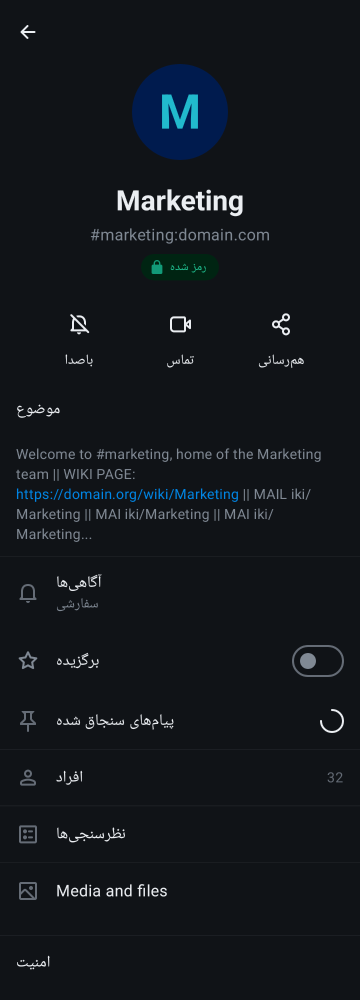 M
Marketing
#marketing:domain.com
رمز شده
باصدا
تماس
هم‌رسانی
موضوع
Welcome to #marketing, home of the Marketing
team || WIKI PAGE:
https://domain.org/wiki/Marketing || MAIL iki/
Marketing || MAI iki/Marketing || MAI iki/
Marketing...
آگاهی‌ها
سفارشی
برگزیده
پیام‌های سنجاق شده
افراد 32
نظرسنجی‌ها
Media and files
امنیت